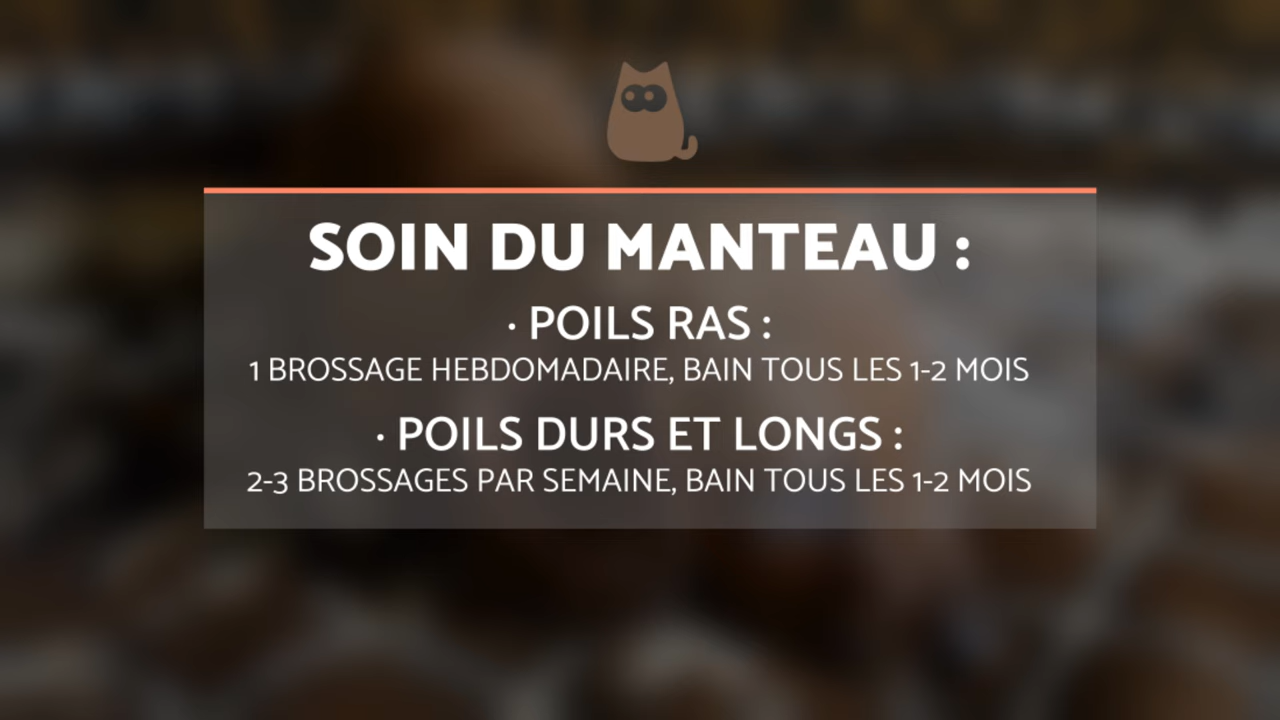 SOIN DU MANTEAU :
· POILS RAS :
1 BROSSAGE HEBDOMADAIRE, BAIN TOUS LES 1-2 MOIS
· POILS DURS ET LONGS :
2-3 BROSSAGES PAR SEMAINE, BAIN TOUS LES 1-2 MOIS